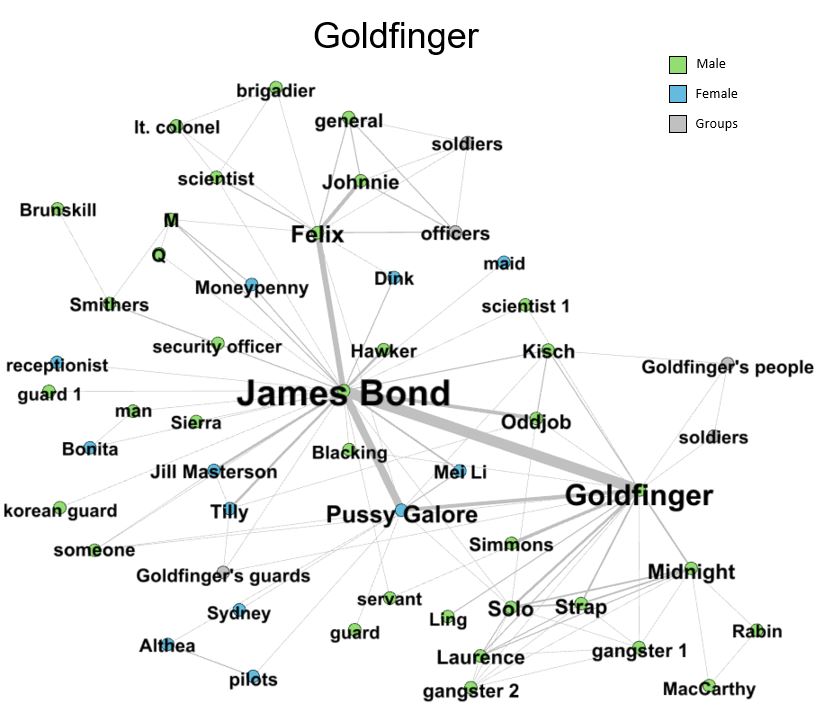 Goldfinger
Male
Female
Groups
brigadier
general
lt. colonel
soldiers
scientist
Johnnie
Brunskill
M
Felix
officers
Q
maid
Dink
Moneypenny
Smithers
scientist 1
security officer
Hawker
Kisch
receptionist
Goldfinger's people
guard 1
James Bond
man
Sierra
Oddjob
soldiers
Bonita
Blacking
Jill Masterson
Mei Li
Goldfinger
korean guard
Tilly
Pussy Galore
someone
Simmons
Goldfinger's guards
Midnight
servant
Sydney
Ling
Solo
Strap
guard
Rabin
Althea
Laurence
gangster 1
pilots
gangster 2
MacCarthy